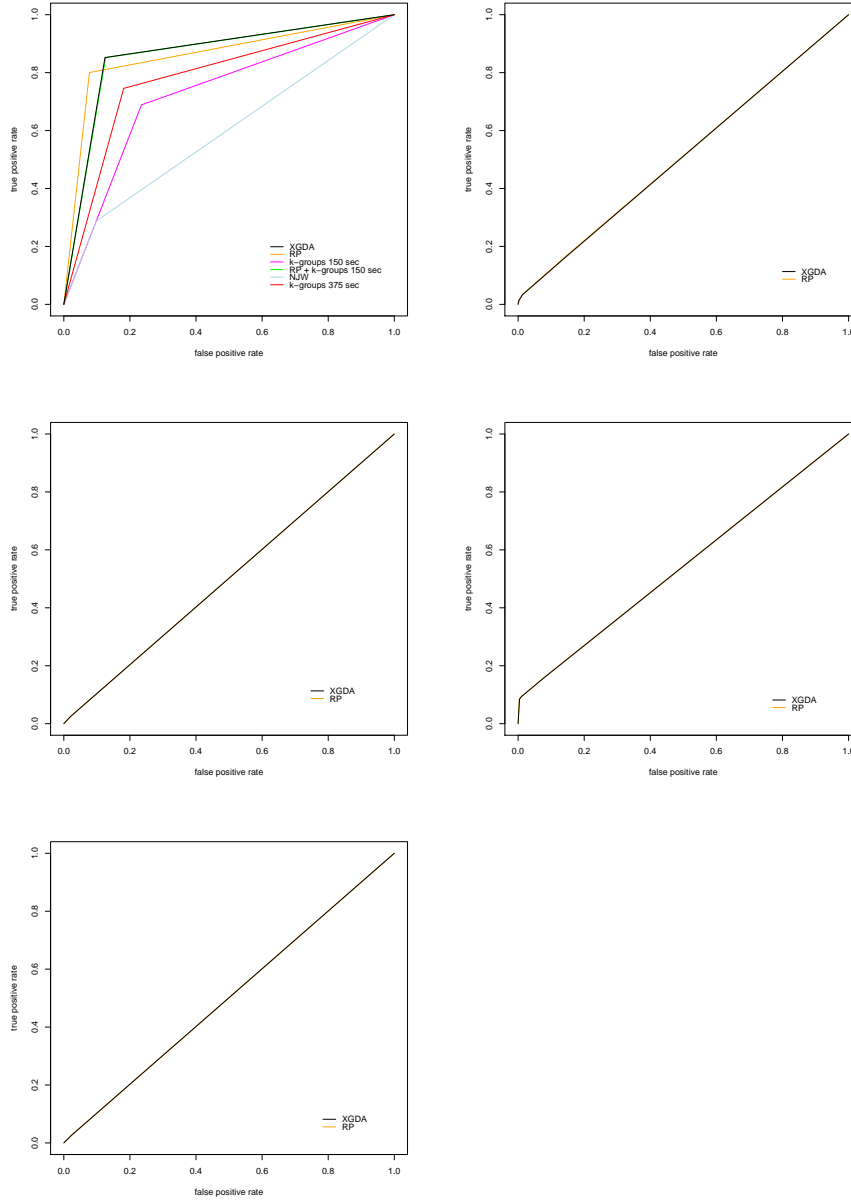 1.0
0.8
0.6
0.4
0.2
0.0
true positive rate
XGDA
RP
k−groups 150 sec
RP + k−groups 150 sec
NJW
k−groups 375 sec
0.0 0.2 0.4 0.6 0.8 1.0
false positive rate
1.0
0.8
0.6
0.4
0.2
0.0
true positive rate
XGDA
RP
0.0 0.2 0.4 0.6 0.8 1.0
false positive rate
1.0
0.8
0.6
0.4
0.2
0.0
true positive rate
XGDA
RP
0.0 0.2 0.4 0.6 0.8 1.0
false positive rate
1.0
0.8
0.6
0.4
0.2
0.0
true positive rate
XGDA
RP
0.0 0.2 0.4 0.6 0.8 1.0
false positive rate
1.0
0.8
0.6
0.4
0.2
0.0
true positive rate
XGDA
RP
0.0 0.2 0.4 0.6 0.8 1.0
false positive rate